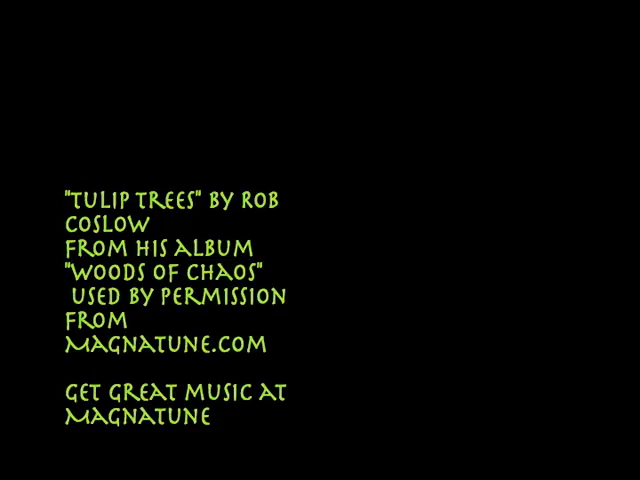 "Tulip Trees" by Rob
Coslow
from his album
"Woods of Chaos"
used by permission
from
Magnatune.com
Get great music at
Magnatune